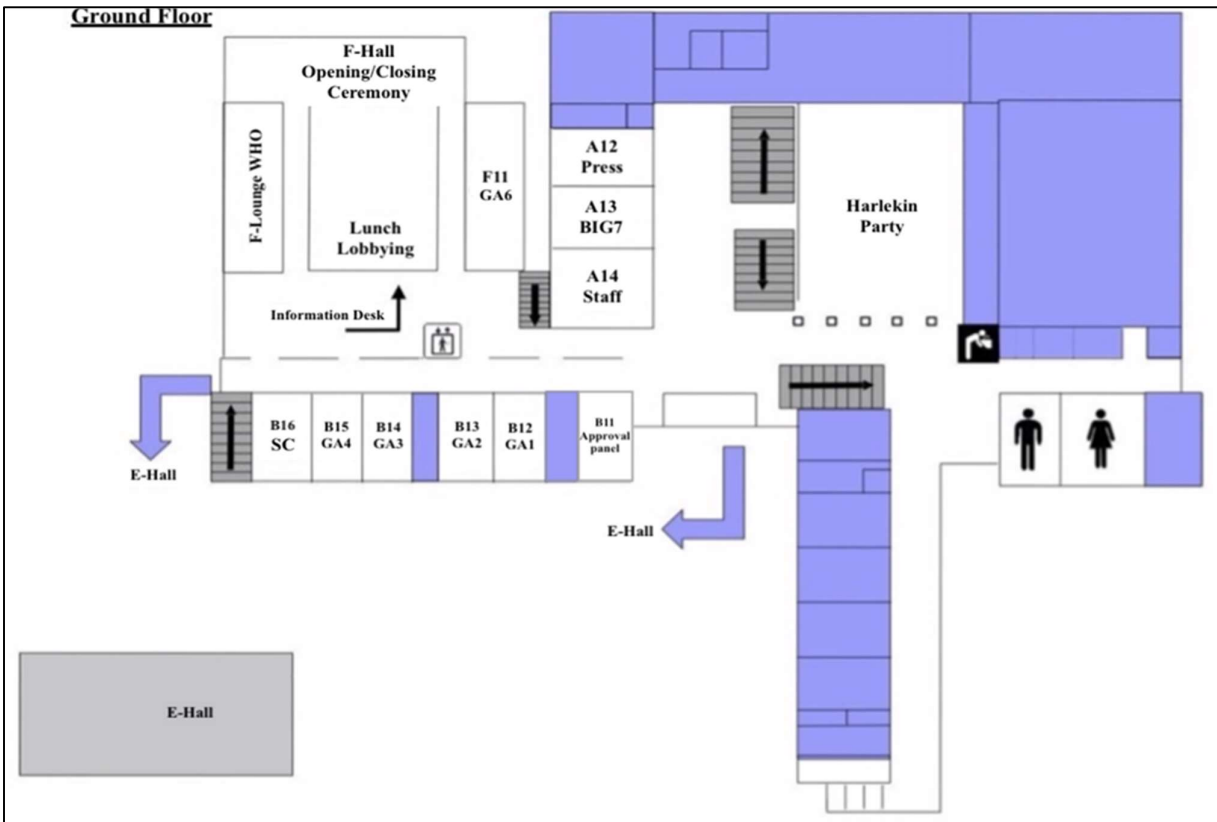 Ground Floor
F-Hall
Opening/Closing
Ceremony
F-Lounge WHO
F11
GA6
Lunch
Lobbying
Information Desk
A12
Press
A13
BIG7
A14
Staff
Harlekin
Party
B16
SC
B15
GA4
B14
GA3
B13
GA2
B12
GA1
B11
Approval
panel
E-Hall
E-Hall
E-Hall